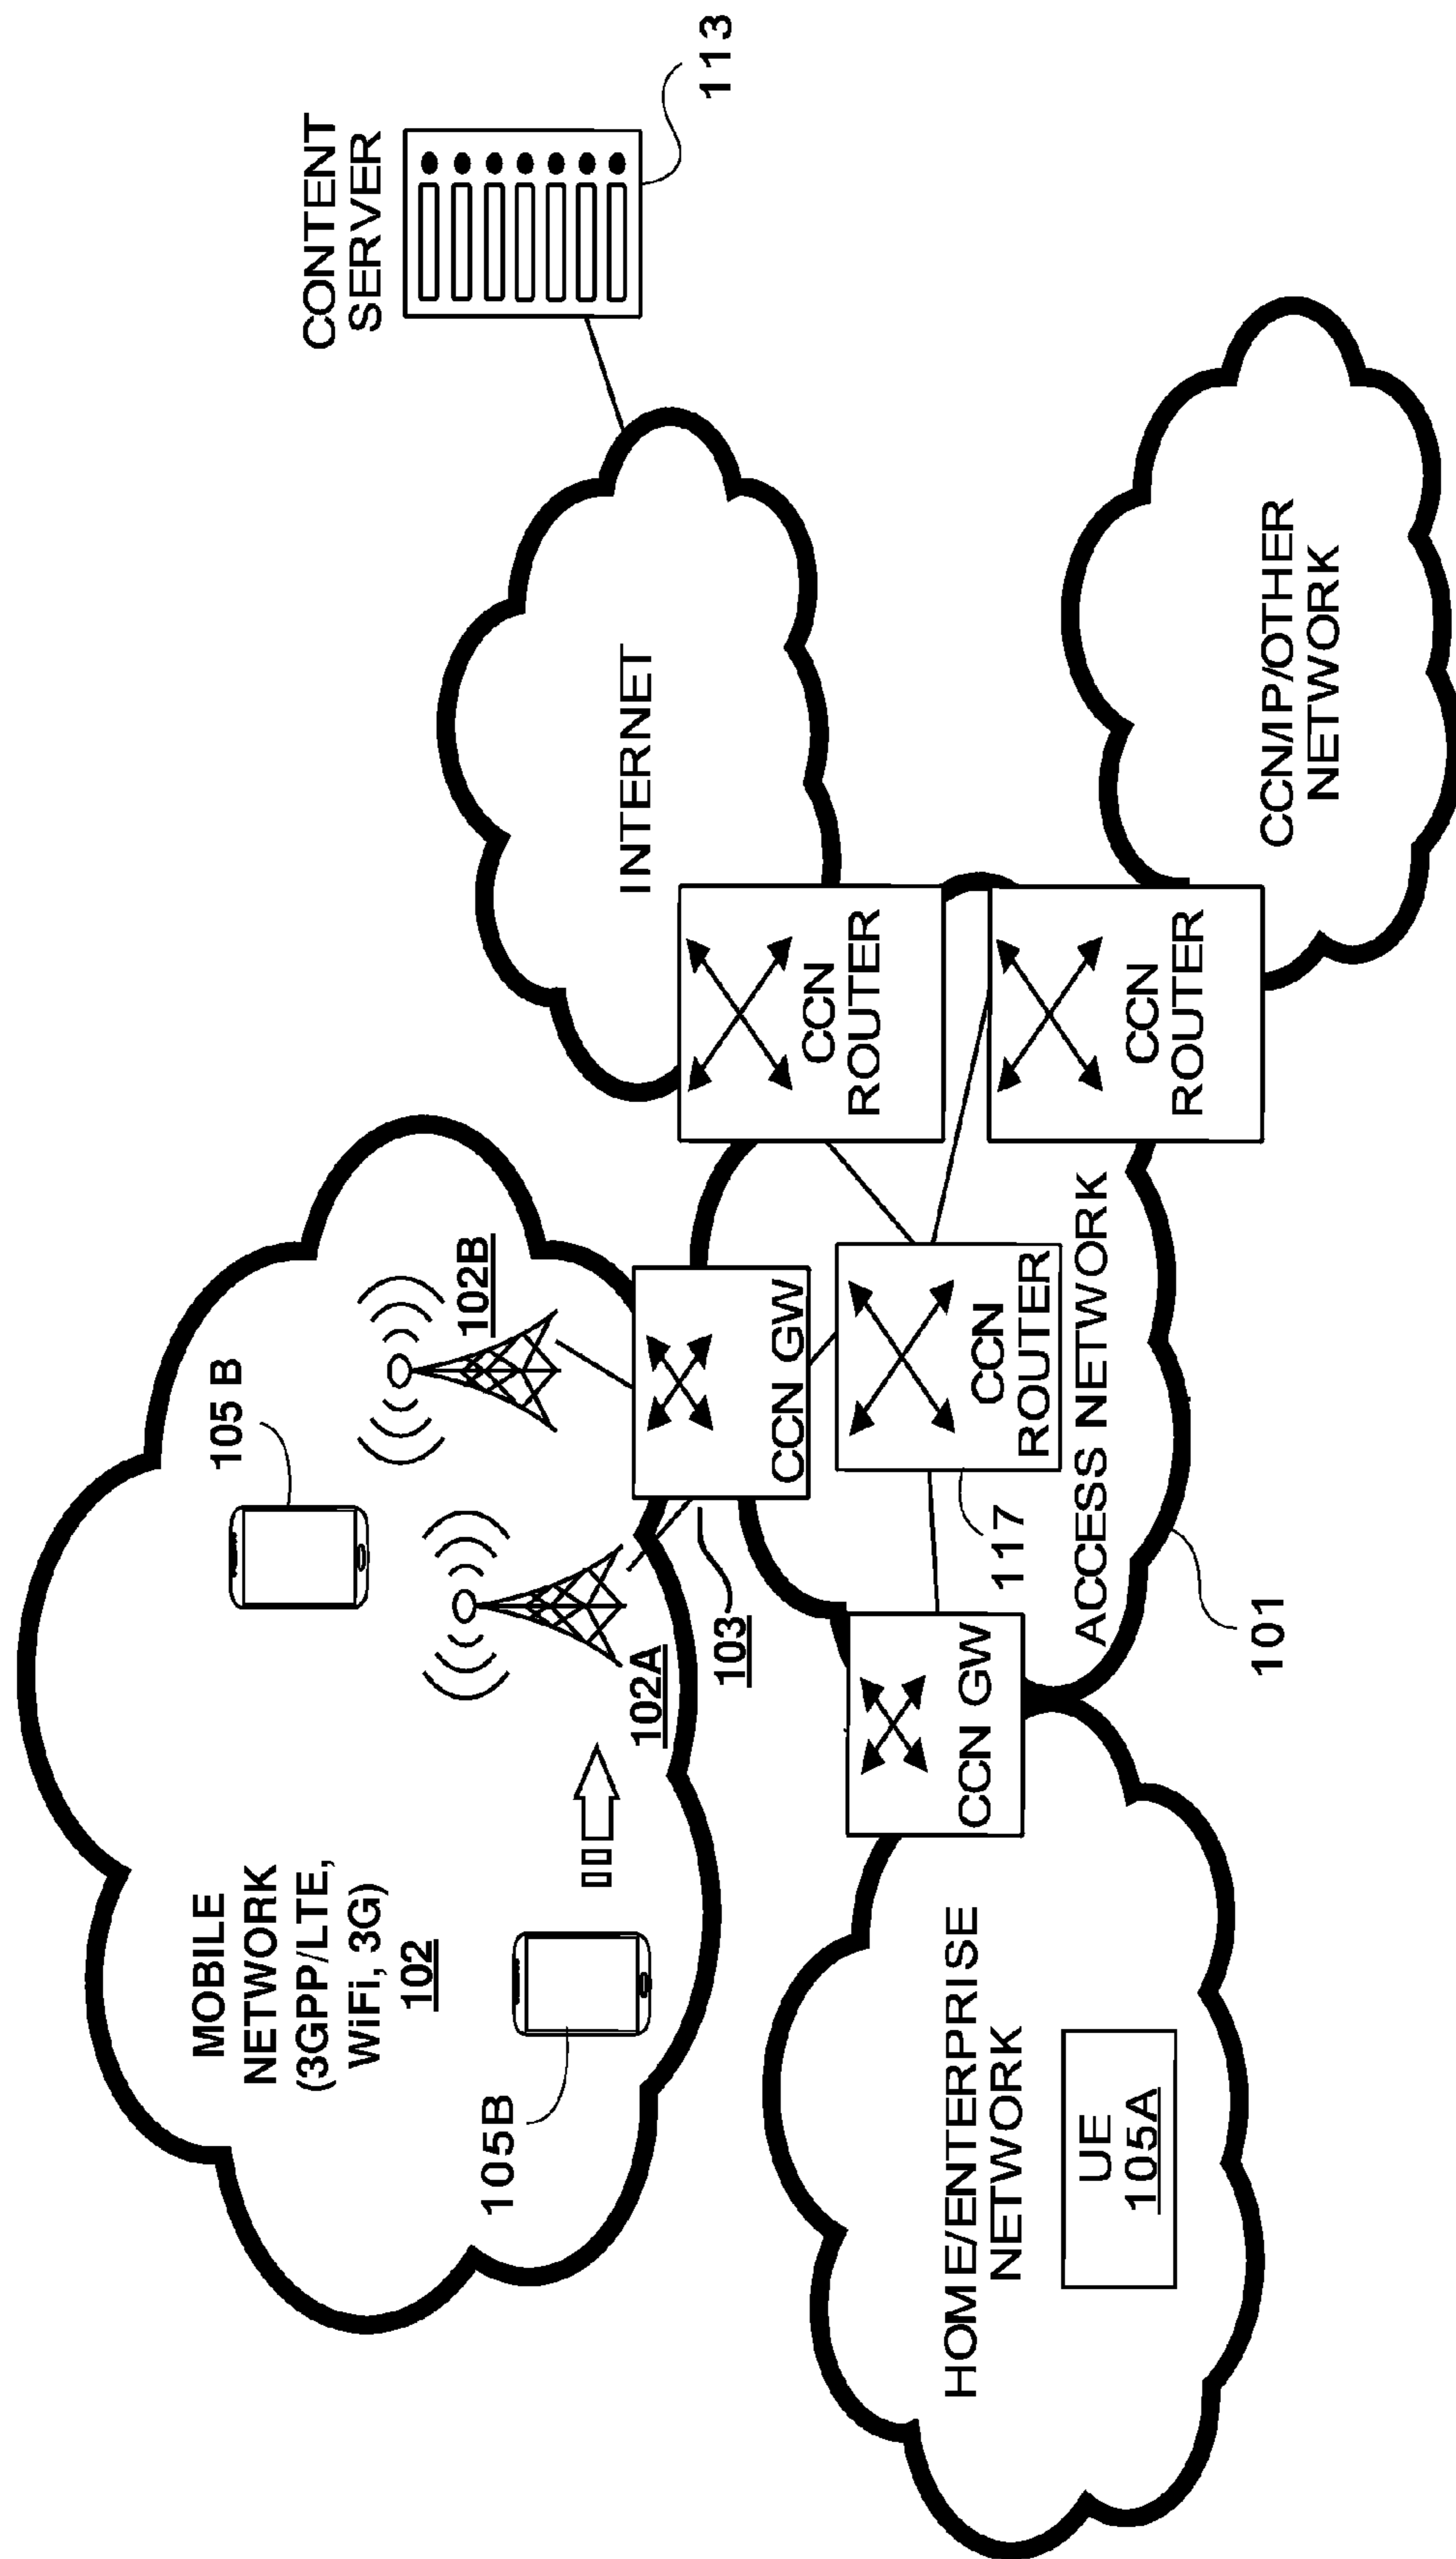 MOBILE
NETWORK
(3GPP/LTE,
WiFi, 3G)
102
105 B
105B
102A
102B
CONTENT
SERVER
113
INTERNET
103
CCN GW
CCN
ROUTER
CCN
ROUTER
CCN GW
CCN
ROUTER
117
ACCESS NETWORK
101
HOME/ENTERPRISE
NETWORK
UE
105A
CCN/IP/OTHER
NETWORK